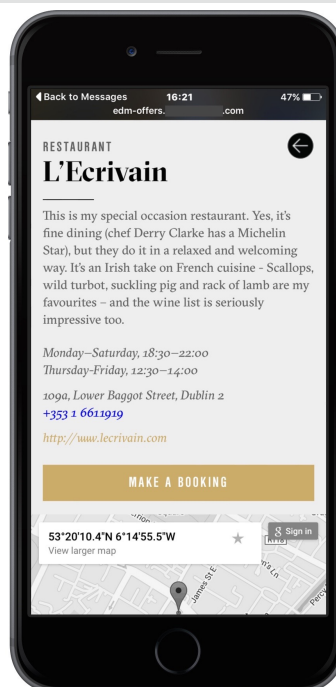 Back to Messages 16:21 47%
edm-offers. .com
RESTAURANT
L'Ecrivain
This is my special occasion restaurant. Yes, it's
fine dining (chef Derry Clarke has a Michelin
Star), but they do it in a relaxed and welcoming
way. It's an Irish take on French cuisine - Scallops,
wild turbot, suckling pig and rack of lamb are my
favourites – and the wine list is seriously
impressive too.
Monday–Saturday, 18:30–22:00
Thursday-Friday, 12:30–14:00
109a, Lower Baggot Street, Dublin 2
+353 1 6611919
http://www.lecrivain.com
MAKE A BOOKING
53°20'10.4"N 6°14'55.5"W
View larger map
g Sign in
James St E
Percy